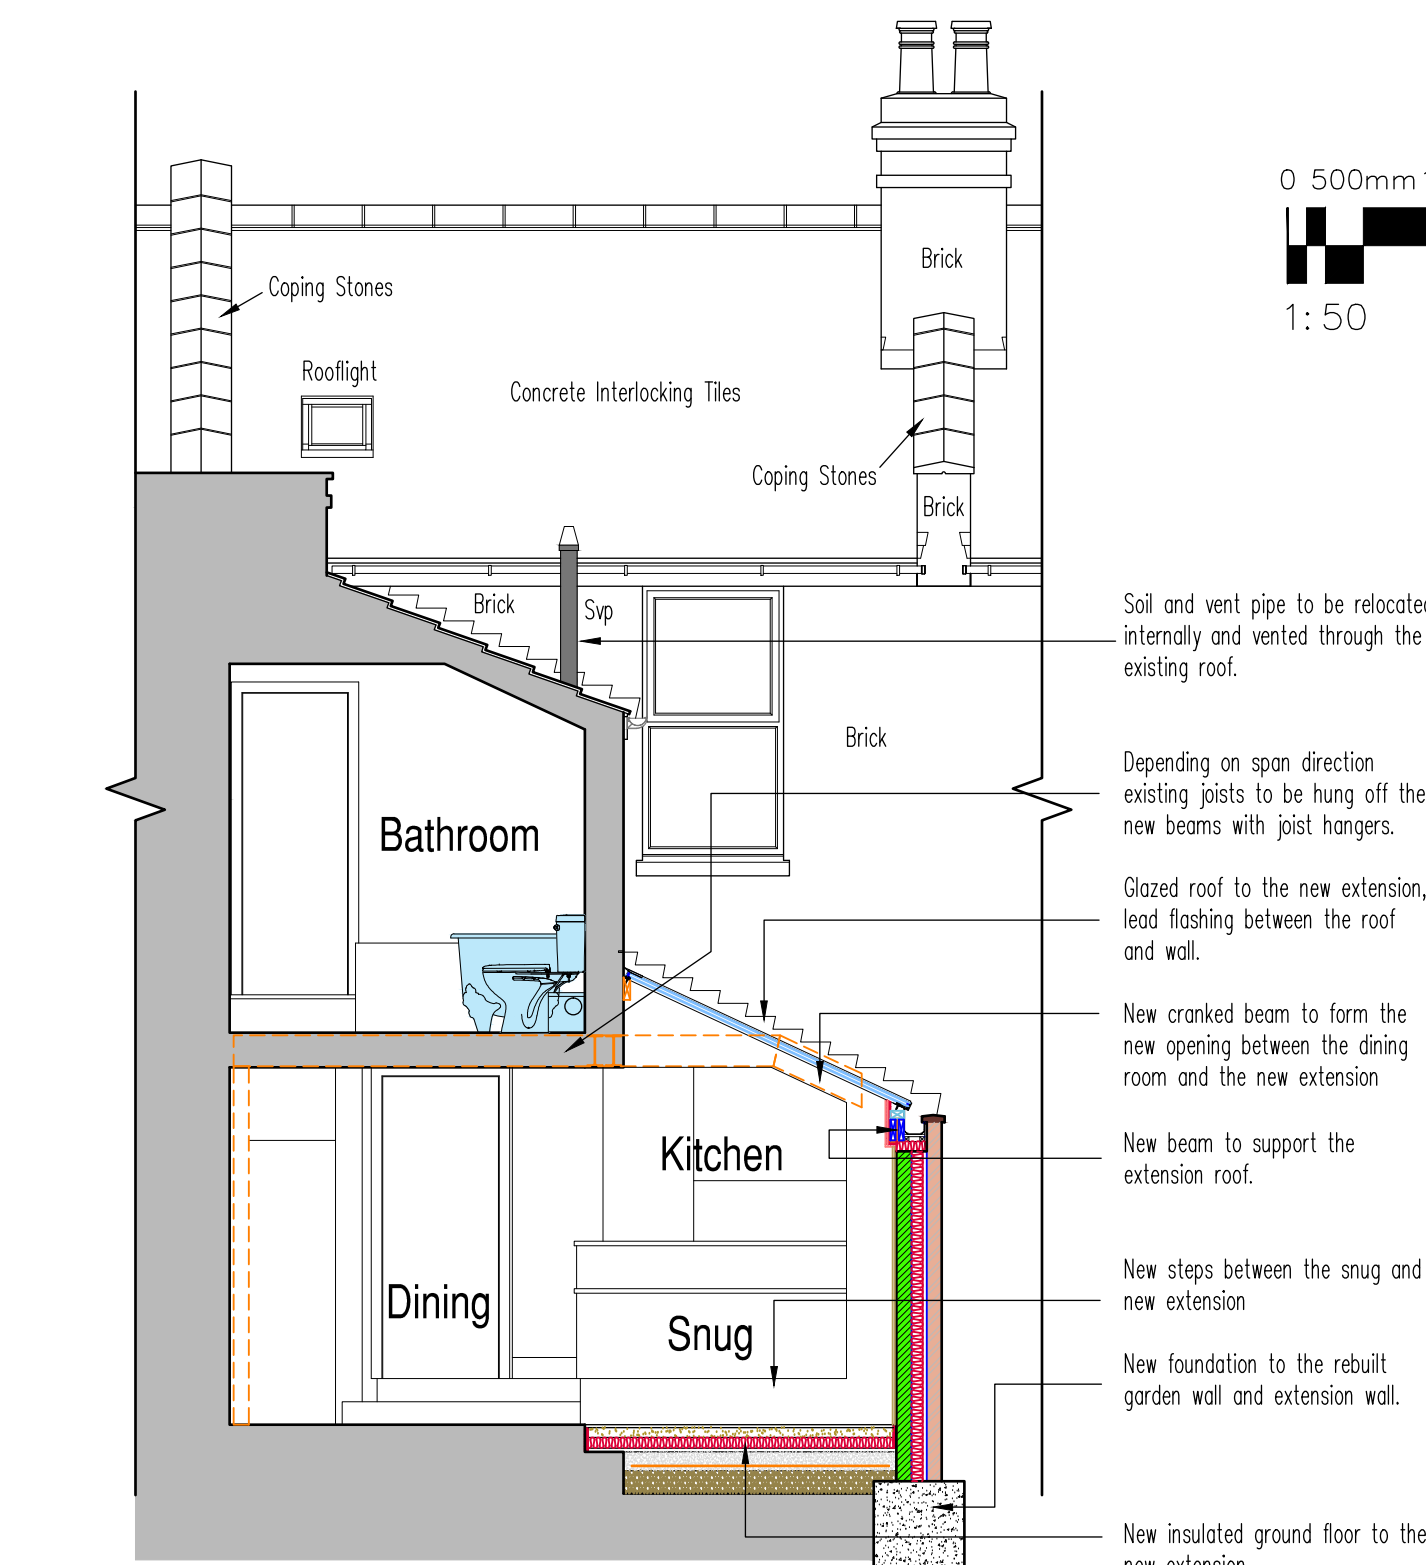 0 500mm
1:50
Brick
Coping Stones
Rooflight
Concrete Interlocking Tiles
Coping Stones
Brick
Brick
Svp
Soil and vent pipe to be relocated
internally and vented through the
existing roof.
Brick
Depending on span direction
existing joists to be hung off the
new beams with joist hangers.
Bathroom
Glazed roof to the new extension,
lead flashing between the roof
and wall.
New cranked beam to form the
new opening between the dining
room and the new extension
Kitchen
New beam to support the
extension roof.
Dining
Snug
New steps between the snug and
new extension
New foundation to the rebuilt
garden wall and extension wall.
New insulated ground floor to the
new extension